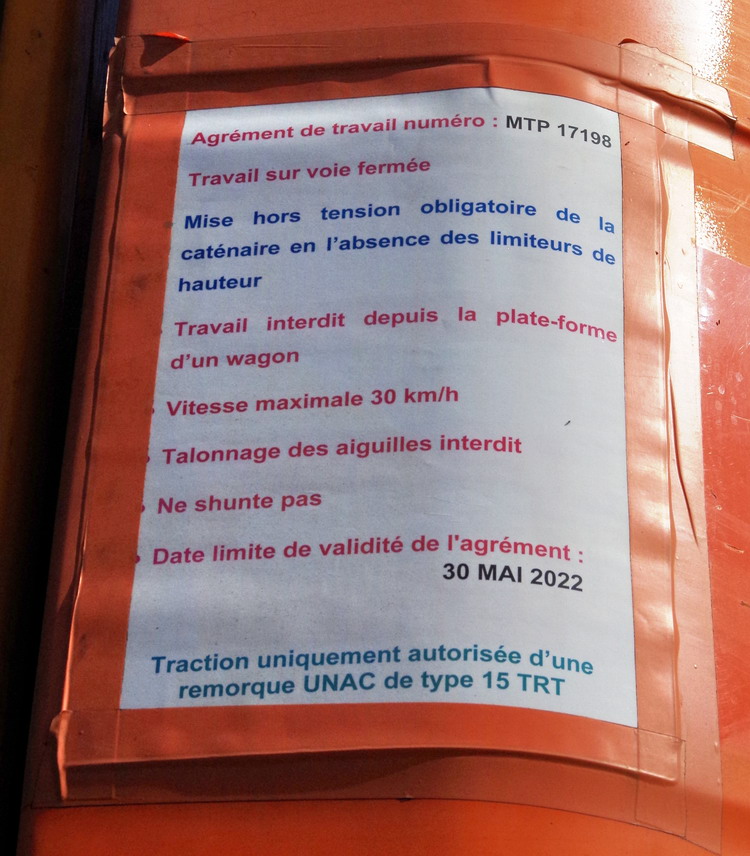 Agrément de travail numéro : MTP 17198
Travail sur voie fermée
Mise hors tension obligatoire de la
caténaire en l'absence des limiteurs de
hauteur
Travail interdit depuis la plate-forme
d'un wagon
Vitesse maximale 30 km/h
Talonnage des aiguilles interdit
Ne shunte pas
Date limite de validité de l'agrément :
30 MAI 2022
Traction uniquement autorisée d'une
remorque UNAC de type 15 TRT